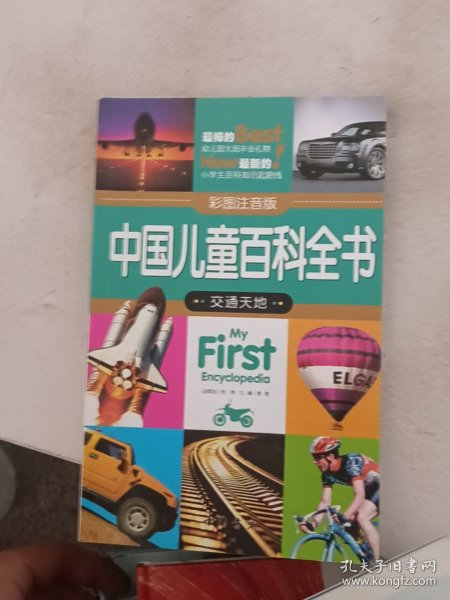 最棒的Best
幼儿园大班毕业礼物
New最新的!
小学生百科知识起跑线
彩图注音版
中国儿童百科全书
交通天地
My
First
Encyclopedia
ELGA
孔夫子旧书网
www.kongfz.com